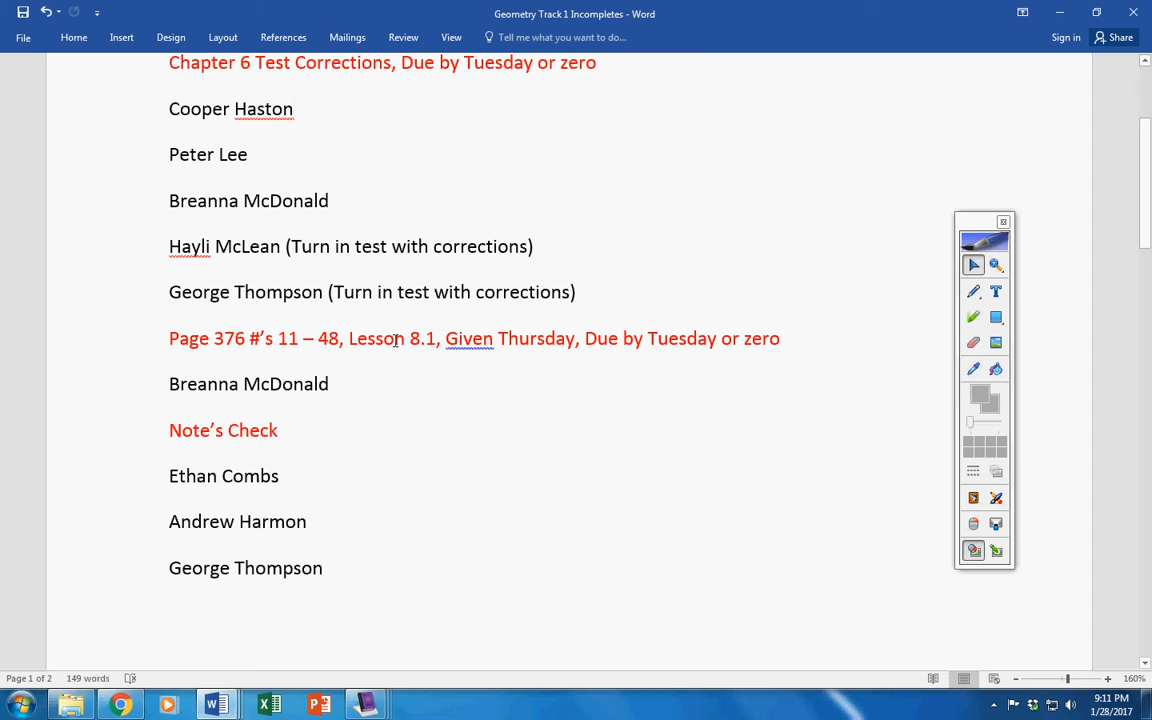 Geometry Track 1 Incompletes - Word
File Home Insert Design Layout References Mailings Review View Tell me what you want to do... Sign in Share
Chapter 6 Test Corrections, Due by Tuesday or zero
Cooper Haston
Peter Lee
Breanna McDonald
Hayli McLean (Turn in test with corrections)
George Thompson (Turn in test with corrections)
Page 376 #’s 11 – 48, Lesson 8.1, Given Thursday, Due by Tuesday or zero
Breanna McDonald
Note’s Check
Ethan Combs
Andrew Harmon
George Thompson
Page 1 of 2 149 words 160%
9:11 PM
1/28/2017